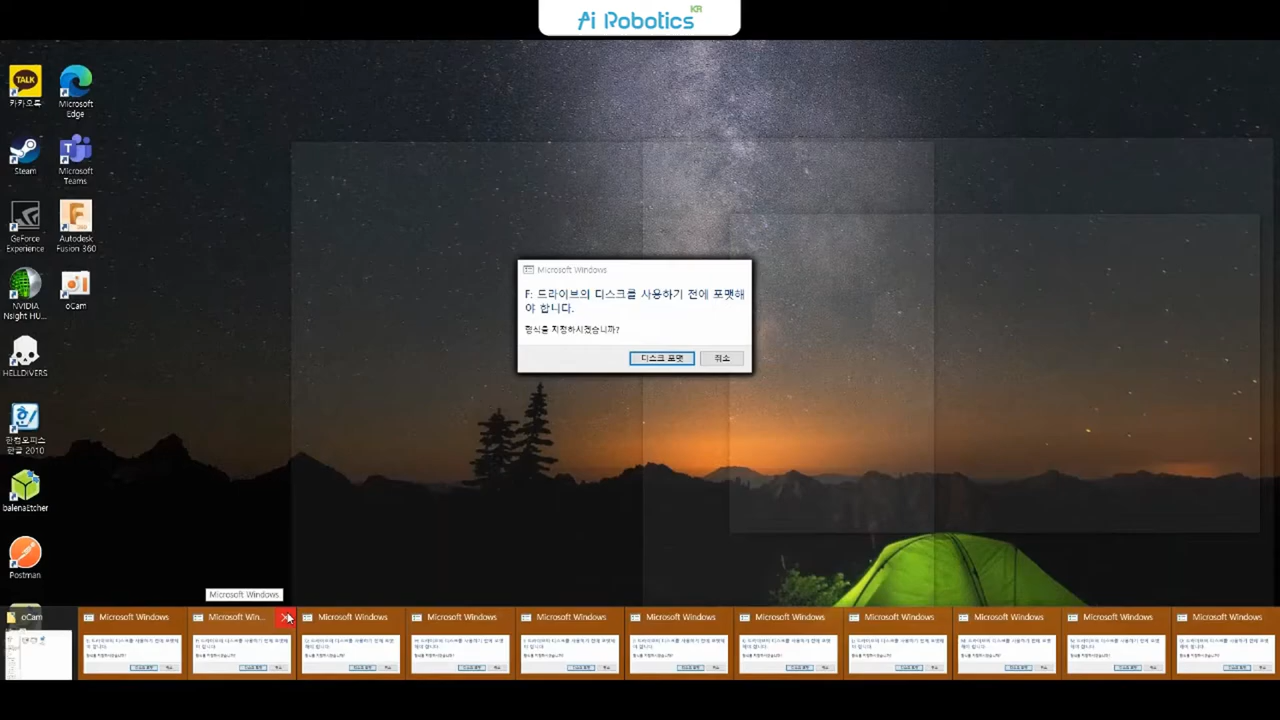 Ai Robotics KR
카카오톡
Microsoft
Edge
Steam
Microsoft
Teams
GeForce
Experience
Autodesk
Fusion 360
NVIDIA
Nsight HU...
oCam
HELLDIVERS
한컴오피스
한글 2010
balenaEtcher
Postman
TALK
Microsoft Windows
F: 드라이브의 디스크를 사용하기 전에 포맷해
야 합니다.
형식을 지정하시겠습니까?
디스크 포맷
취소
Microsoft Windows
oCam
Microsoft Windows
Microsoft Win...
Microsoft Windows
Microsoft Windows
Microsoft Windows
Microsoft Windows
Microsoft Windows
Microsoft Windows
Microsoft Windows
Microsoft Windows
Microsoft Windows